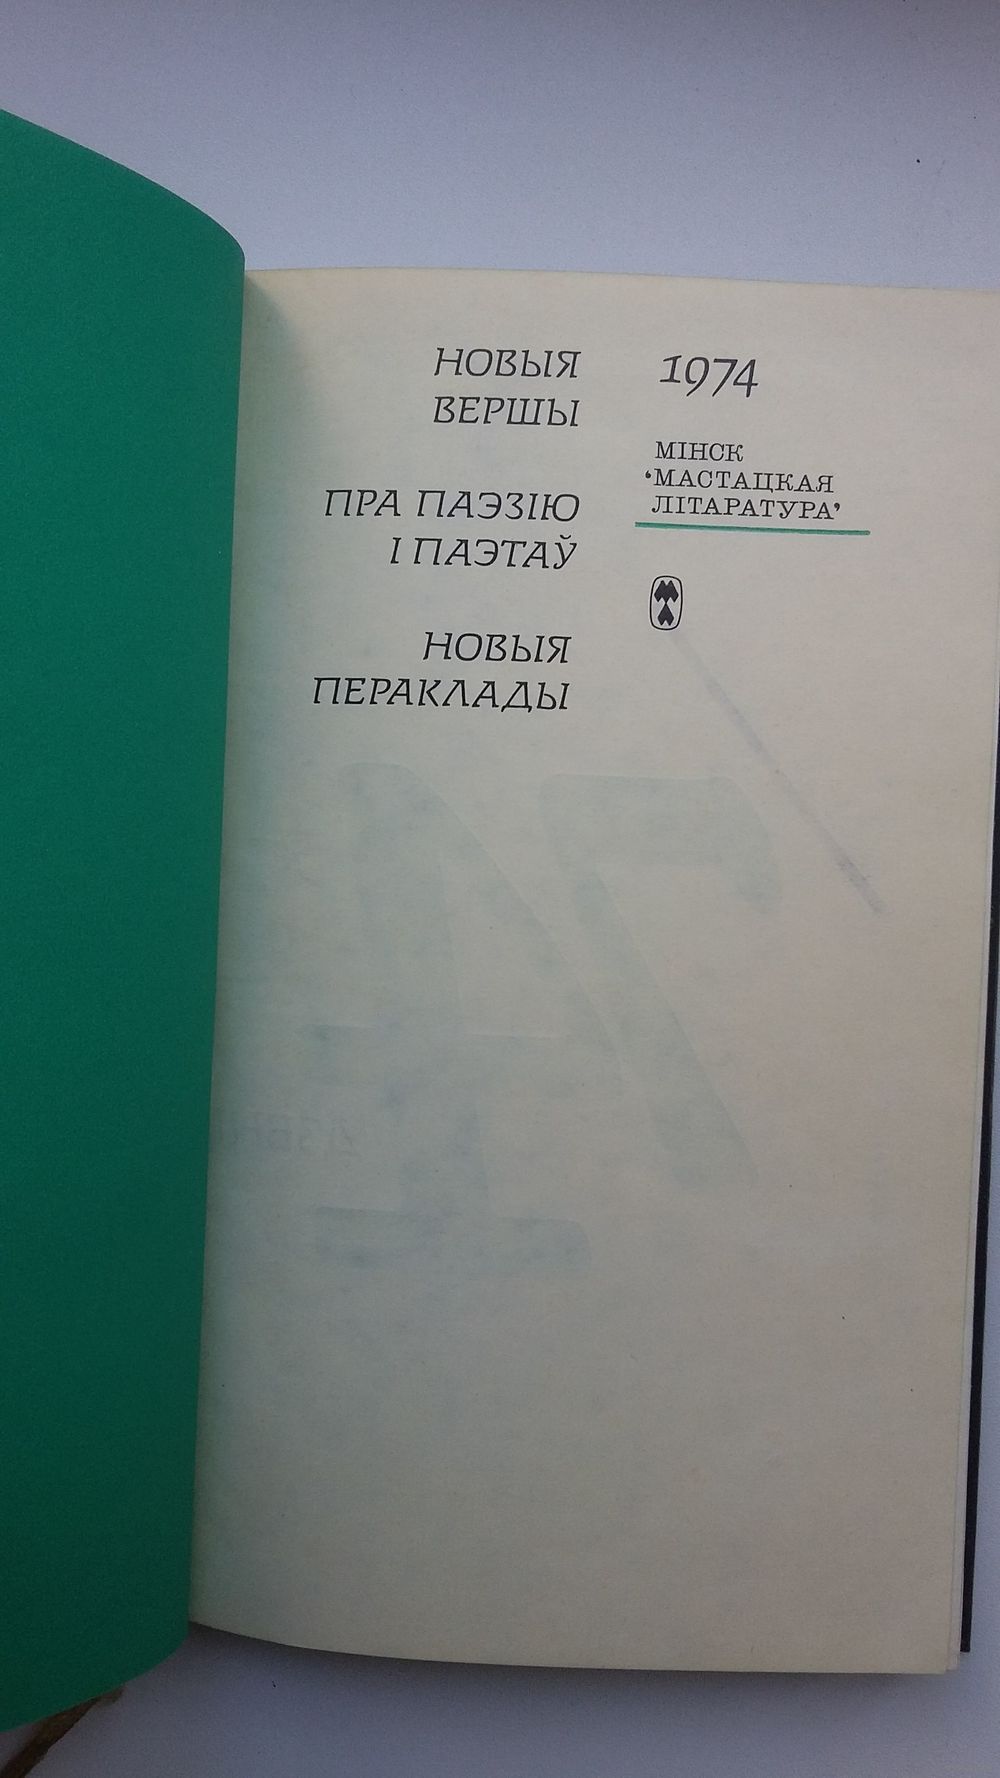 НОВЫЯ
ВЕРШЫ
ПРА ПАЭЗІЮ
І ПАЭТАЎ
НОВЫЯ
ПЕРАКЛАДЫ
1974
МІНСК
‘МАСТАЦКАЯ
ЛІТАРАТУРА’